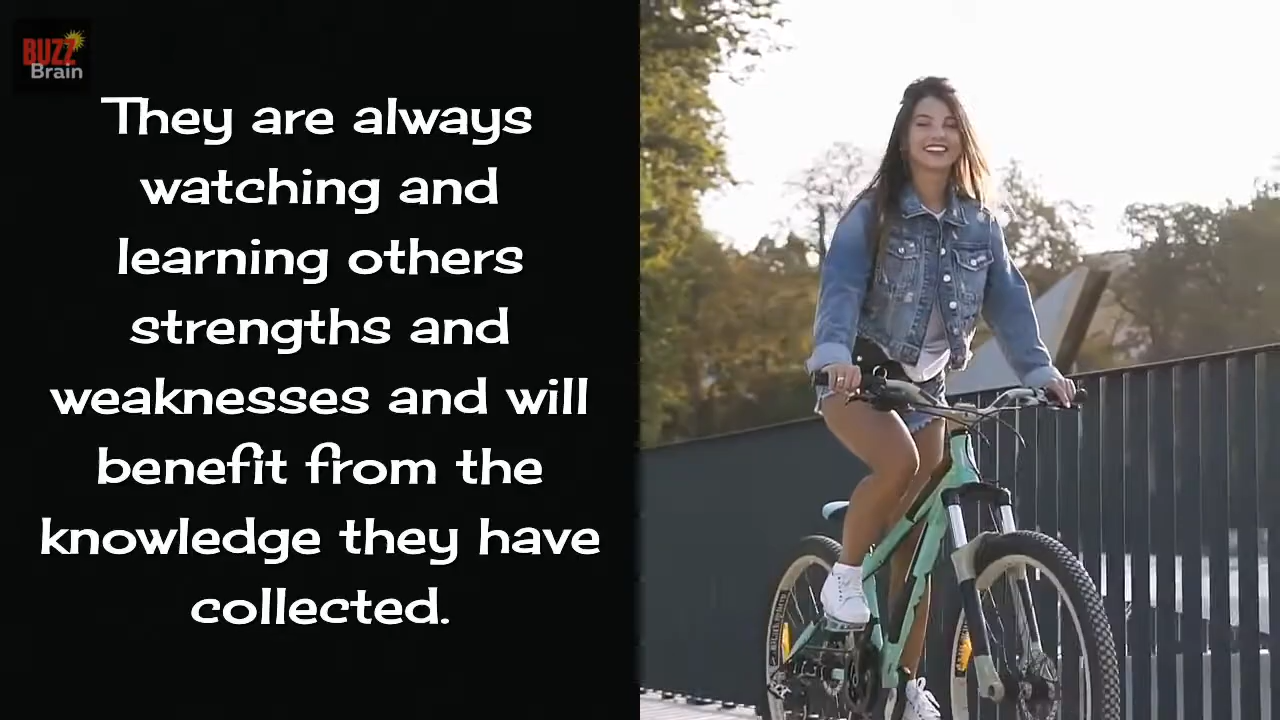 BUZZ
Brain
They are always
watching and
learning others
strengths and
weaknesses and will
benefit from the
knowledge they have
collected.